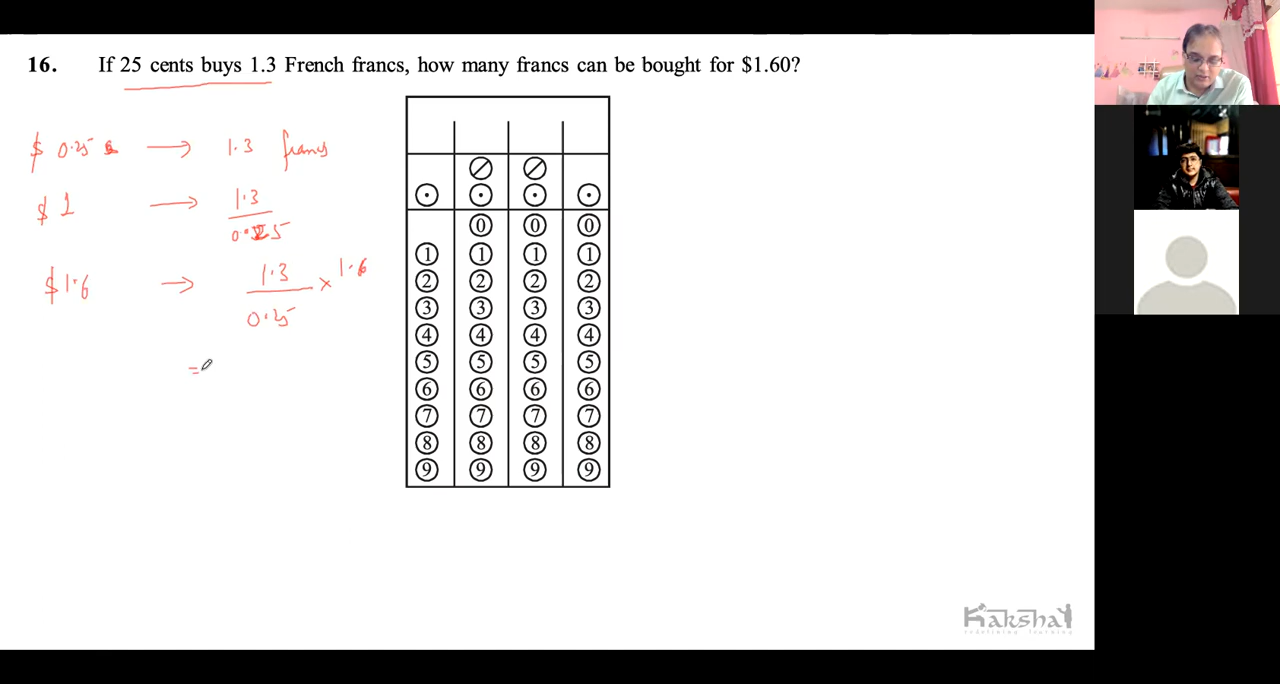 16. If 25 cents buys 1.3 French francs, how many francs can be bought for $1.60?
$ 0.25 → 1.3 francs
$ 1 → 1.3
0.25
$1.6 → 1.3 × 1.6
0.25
=
0 0 0
1 1 1 1
2 2 2 2
3 3 3 3
4 4 4 4
5 5 5 5
6 6 6 6
7 7 7 7
8 8 8 8
9 9 9 9
Kaksha
redefining learning